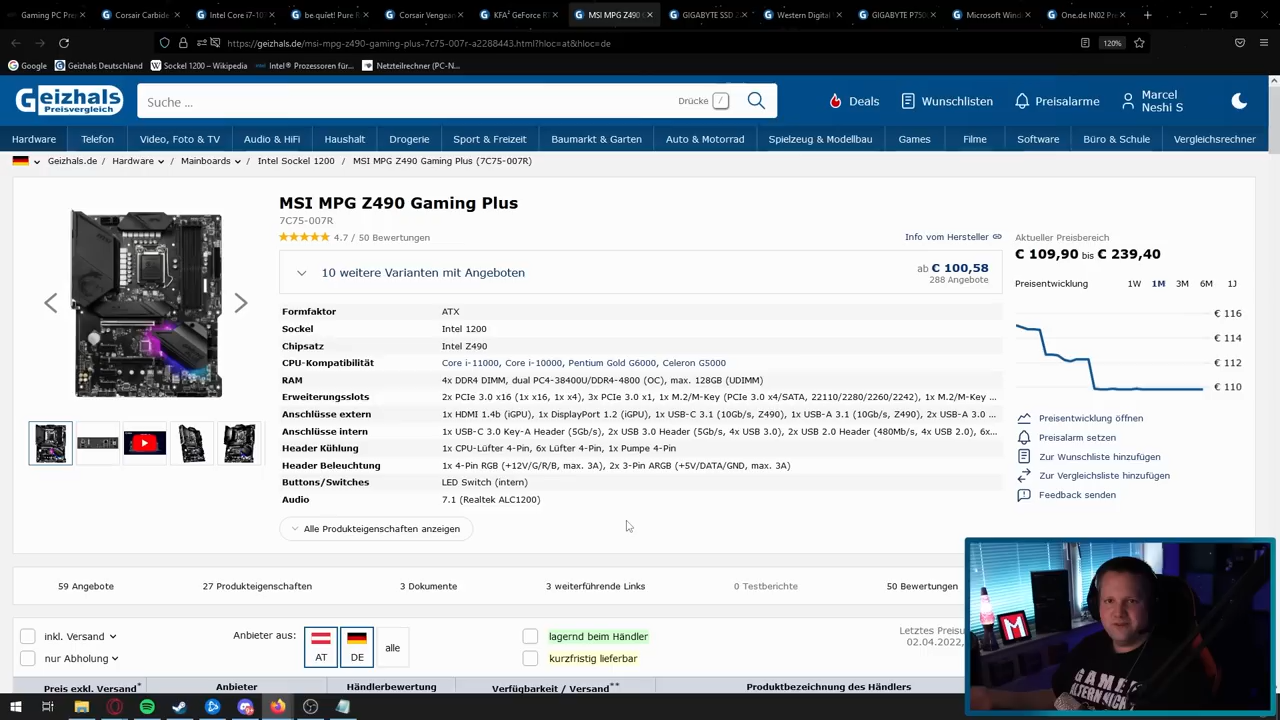 Gaming PC Pre
Corsair Carbide
Intel Core i7-10
be quiet! Pure R
Corsair Vengean
KFA² GeForce RT
MSI MPG Z490
GIGABYTE SSD 2
Western Digital
GIGABYTE P750
Microsoft Wind
One.de IN02 Pre
https://geizhals.de/msi-mpg-z490-gaming-plus-7c75-007r-a2288443.html?hloc=at&hloc=de
120%
Google
Geizhals Deutschland
Sockel 1200 – Wikipedia
Intel® Prozessoren für...
Netzteilrechner (PC-N...
Geizhals
Preisvergleich
Suche ...
Drücke /
Deals
Wunschlisten
Preisalarme
Marcel
Neshi S
Hardware
Telefon
Video, Foto & TV
Audio & HiFi
Haushalt
Drogerie
Sport & Freizeit
Baumarkt & Garten
Auto & Motorrad
Spielzeug & Modellbau
Games
Filme
Software
Büro & Schule
Vergleichsrechner
Geizhals.de / Hardware / Mainboards / Intel Sockel 1200 / MSI MPG Z490 Gaming Plus (7C75-007R)
MSI MPG Z490 Gaming Plus
7C75-007R
4.7 / 50 Bewertungen
Info vom Hersteller
10 weitere Varianten mit Angeboten
ab € 100,58
288 Angebote
Formfaktor ATX
Sockel Intel 1200
Chipsatz Intel Z490
CPU-Kompatibilität Core i-11000, Core i-10000, Pentium Gold G6000, Celeron G5000
RAM 4x DDR4 DIMM, dual PC4-38400U/DDR4-4800 (OC), max. 128GB (UDIMM)
Erweiterungsslots 2x PCIe 3.0 x16 (1x x16, 1x x4), 3x PCIe 3.0 x1, 1x M.2/M-Key (PCIe 3.0 x4/SATA, 22110/2280/2260/2242), 1x M.2/M-Key ...
Anschlüsse extern 1x HDMI 1.4b (iGPU), 1x DisplayPort 1.2 (iGPU), 1x USB-C 3.1 (10Gb/s, Z490), 1x USB-A 3.1 (10Gb/s, Z490), 2x USB-A 3.0 ...
Anschlüsse intern 1x USB-C 3.0 Key-A Header (5Gb/s), 2x USB 3.0 Header (5Gb/s, 4x USB 3.0), 2x USB 2.0 Header (480Mb/s, 4x USB 2.0), 6x...
Header Kühlung 1x CPU-Lüfter 4-Pin, 6x Lüfter 4-Pin, 1x Pumpe 4-Pin
Header Beleuchtung 1x 4-Pin RGB (+12V/G/R/B, max. 3A), 2x 3-Pin ARGB (+5V/DATA/GND, max. 3A)
Buttons/Switches LED Switch (intern)
Audio 7.1 (Realtek ALC1200)
Alle Produkteigenschaften anzeigen
Aktueller Preisbereich
€ 109,90 bis € 239,40
Preisentwicklung 1W 1M 3M 6M 1J
€ 116
€ 114
€ 112
€ 110
Preisentwicklung öffnen
Preisalarm setzen
Zur Wunschliste hinzufügen
Zur Vergleichsliste hinzufügen
Feedback senden
59 Angebote
27 Produkteigenschaften
3 Dokumente
3 weiterführende Links
0 Testberichte
50 Bewertungen
inkl. Versand
nur Abholung
Anbieter aus:
AT
DE
alle
lagernd beim Händler
kurzfristig lieferbar
Letztes Preisu
02.04.2022,
Preis exkl. Versand*
Anbieter
Händlerbewertung
Verfügbarkeit / Versand**
Produktbezeichnung des Händlers
M
GAME
ALTERN